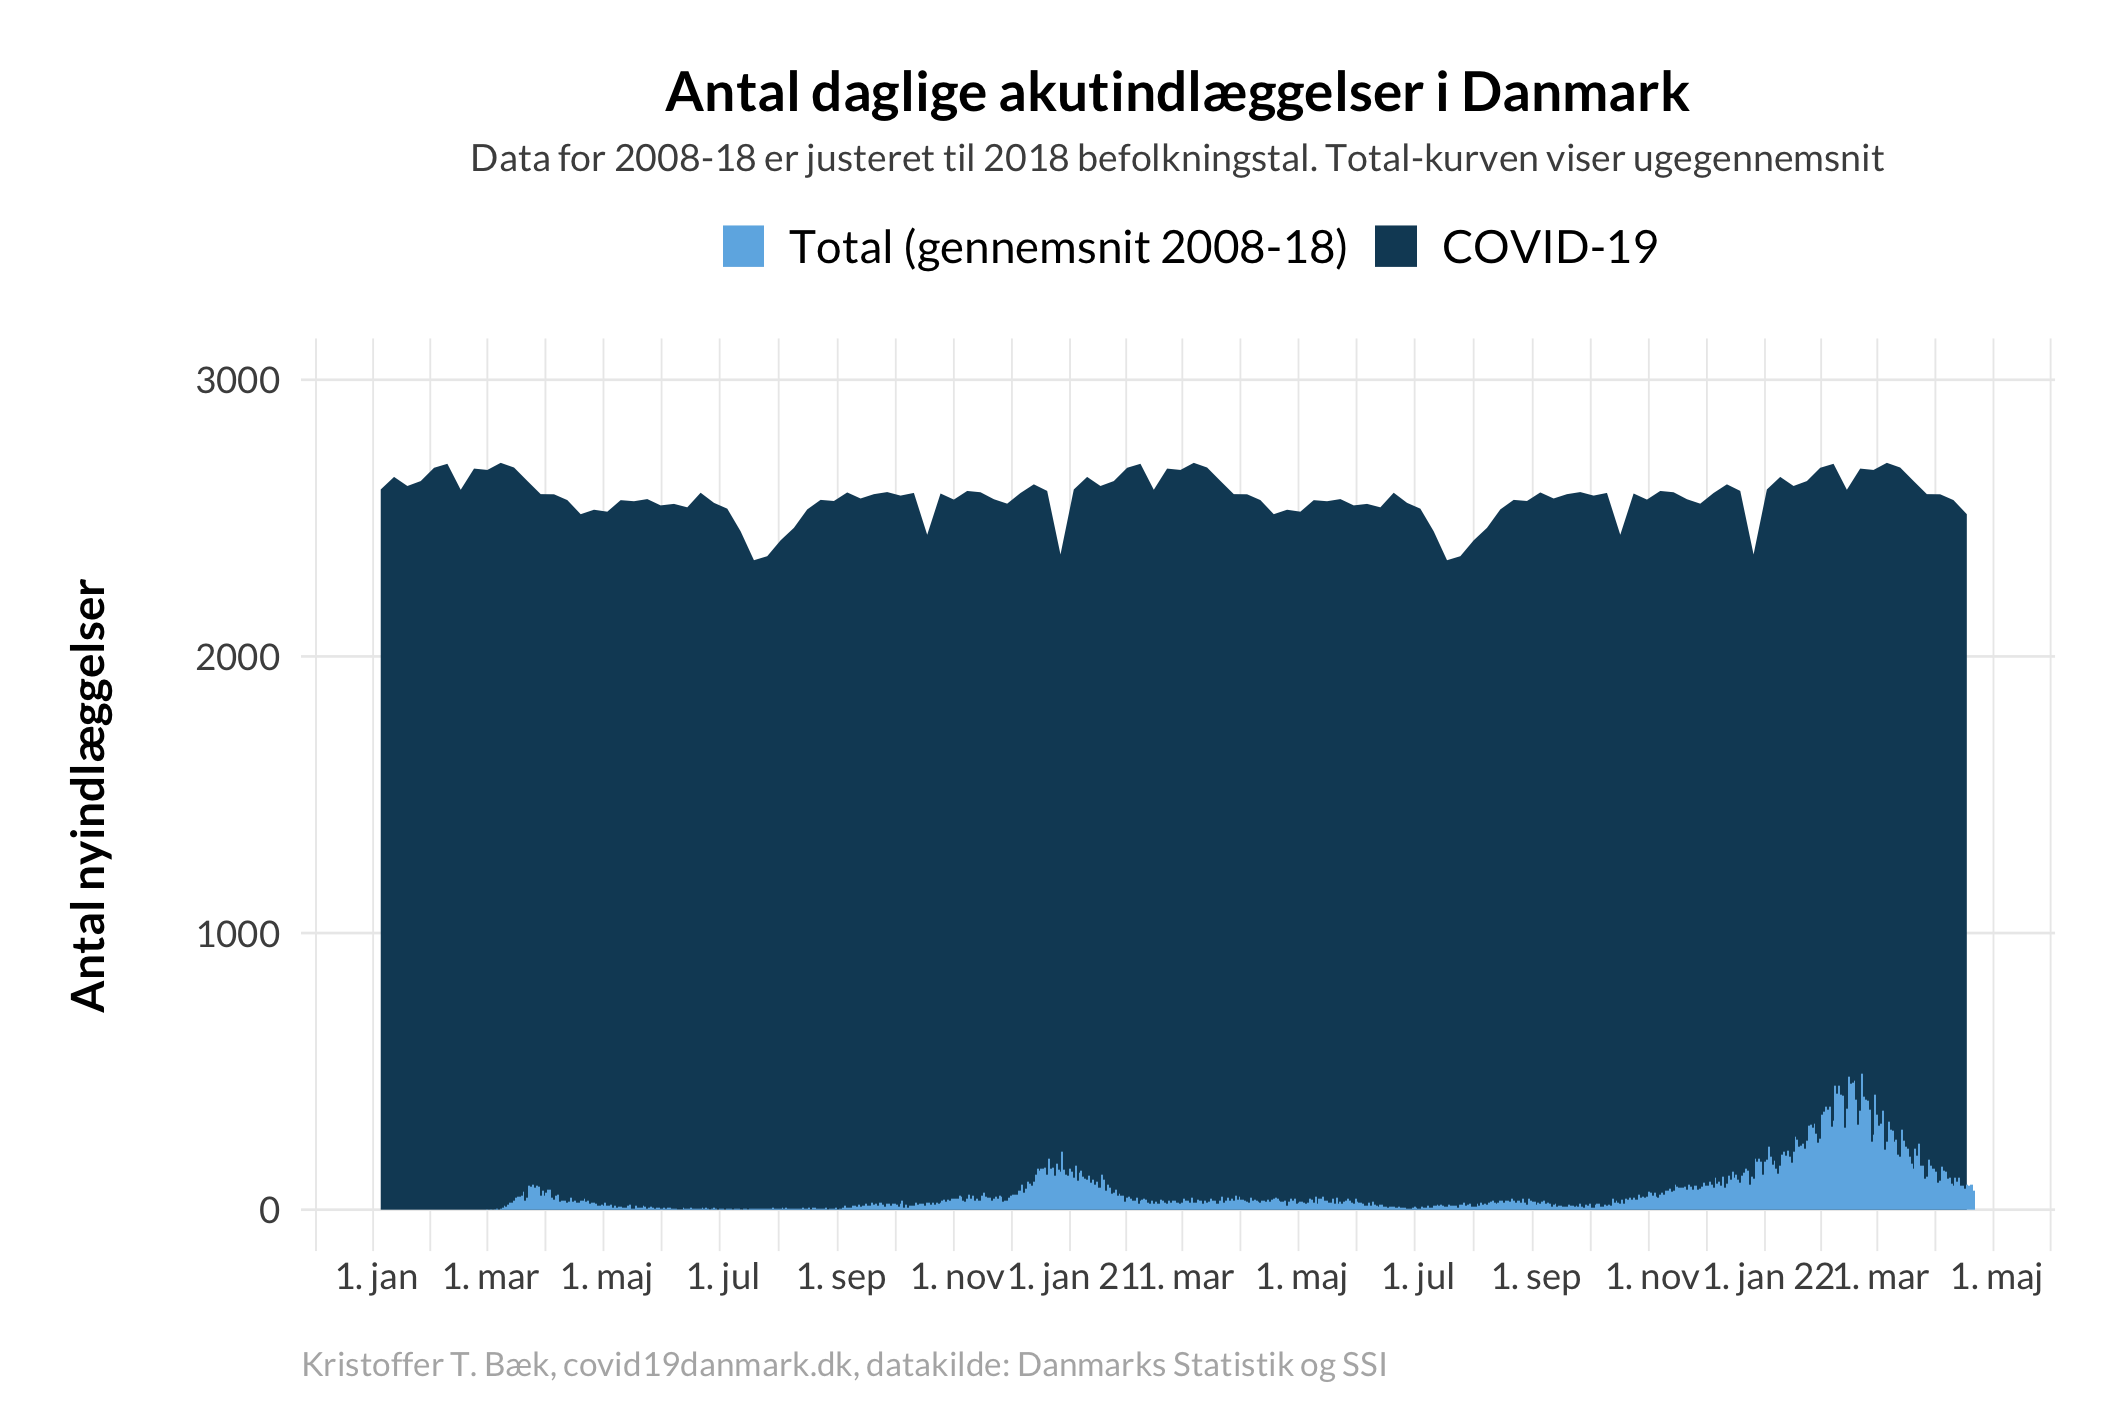 Antal daglige akutindlæggelser i Danmark
Data for 2008-18 er justeret til 2018 befolkningstal. Total-kurven viser ugegennemsnit
Total (gennemsnit 2008-18) COVID-19
Antal nyindlæggelser
3000
2000
1000
0
1. jan 1. mar 1. maj 1. jul 1. sep 1. nov 1. jan 21 1. mar 1. maj 1. jul 1. sep 1. nov 1. jan 22 1. mar 1. maj
Kristoffer T. Bæk, covid19danmark.dk, datakilde: Danmarks Statistik og SSI